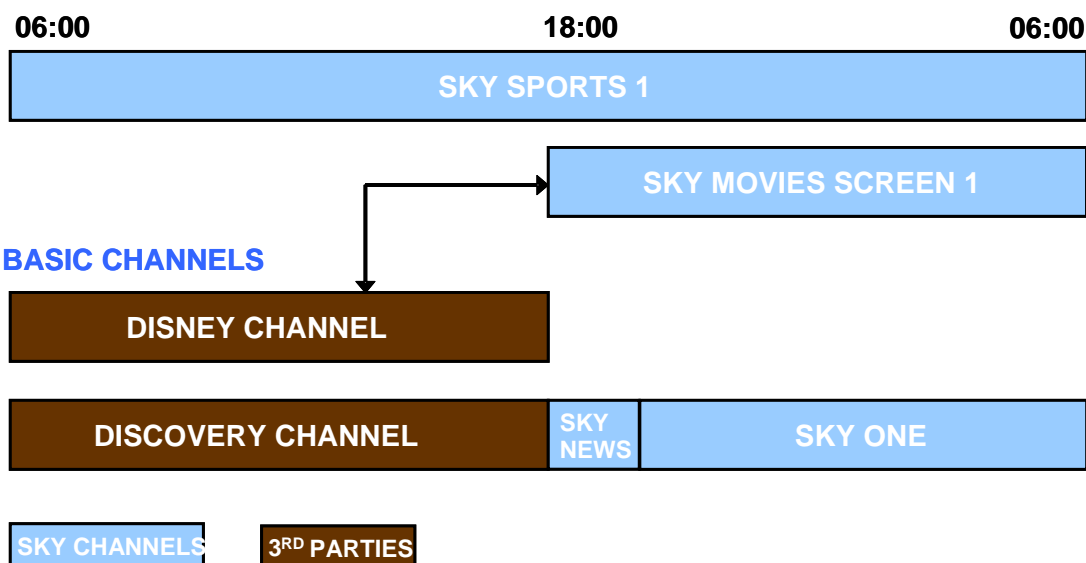 06:00 18:00 06:00
SKY SPORTS 1
SKY MOVIES SCREEN 1
BASIC CHANNELS
DISNEY CHANNEL
DISCOVERY CHANNEL
SKY
NEWS
SKY ONE
SKY CHANNELS
3RD PARTIES